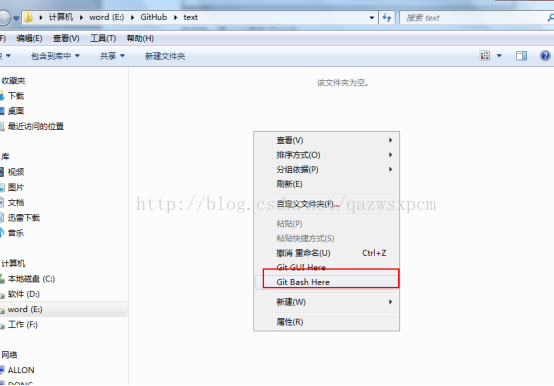 计算机 ▸ word (E:) ▸ GitHub ▸ text
搜索 text
(F) 编辑(E) 查看(V) 工具(T) 帮助(H)
包含到库中 共享 新建文件夹
收藏夹
下载
桌面
最近访问的位置
库
视频
图片
文档
迅雷下载
音乐
计算机
本地磁盘 (C:)
软件 (D:)
word (E:)
工作 (F:)
网络
ALLON
DONG
该文件夹为空。
查看(V)
排序方式(O)
分组依据(P)
刷新(E)
自定义文件夹(F)...
粘贴(P)
粘贴快捷方式(S)
撤消 重命名(U) Ctrl+Z
Git GUI Here
Git Bash Here
新建(W)
属性(R)